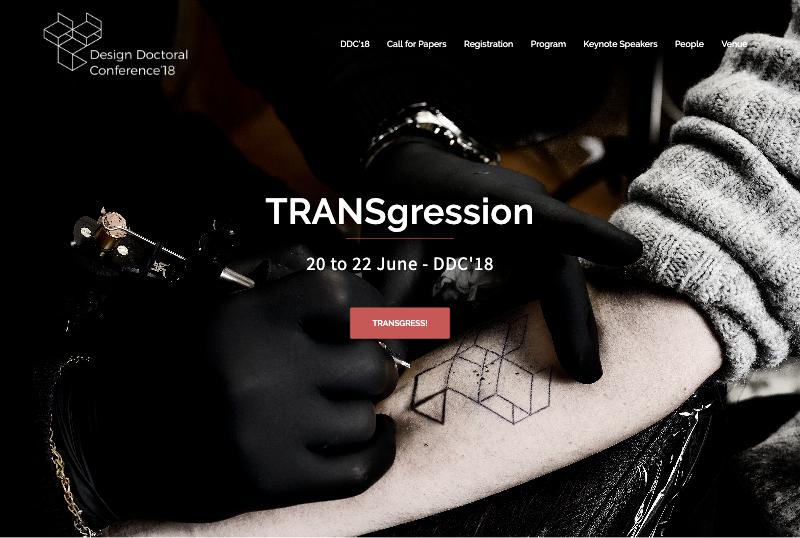 Design Doctoral
Conference'18
DDC'18 Call for Papers Registration Program Keynote Speakers People Venue
TRANSgression
20 to 22 June - DDC'18
TRANSGRESS!